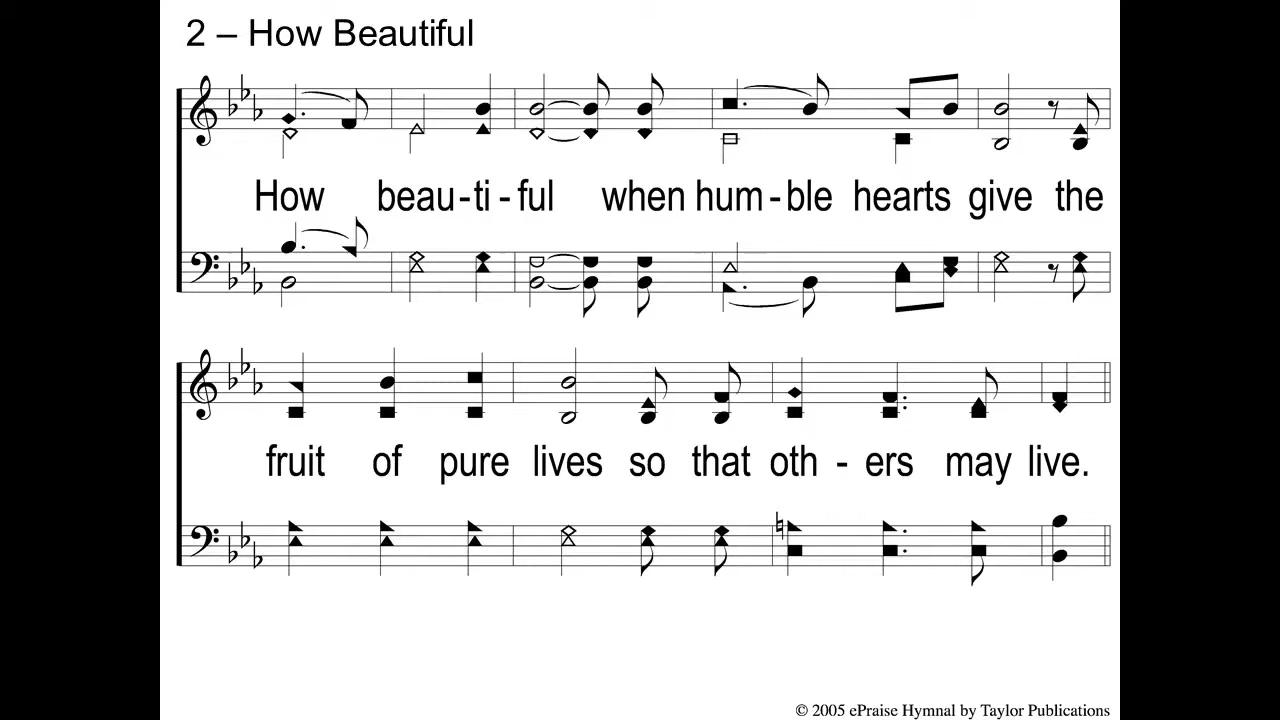 2 – How Beautiful
How beau-ti-ful when hum-ble hearts give the
fruit of pure lives so that oth-ers may live.
© 2005 ePraise Hymnal by Taylor Publications